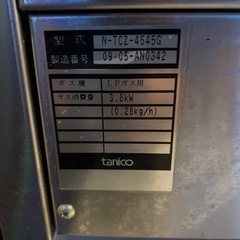 型式 N-TCZ-4545G
製造番号 09-05-AN0342
ガス種 LPガス用
ガス消費量 3.8kW
(0.28kg/h)
tanico